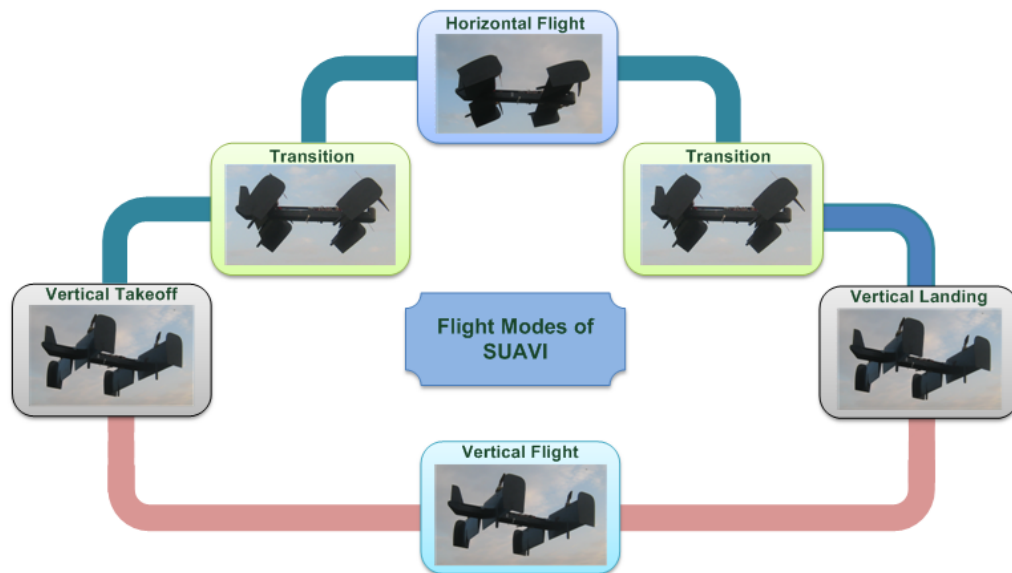 Horizontal Flight
Transition
Transition
Vertical Takeoff
Vertical Landing
Flight Modes of
SUAVI
Vertical Flight